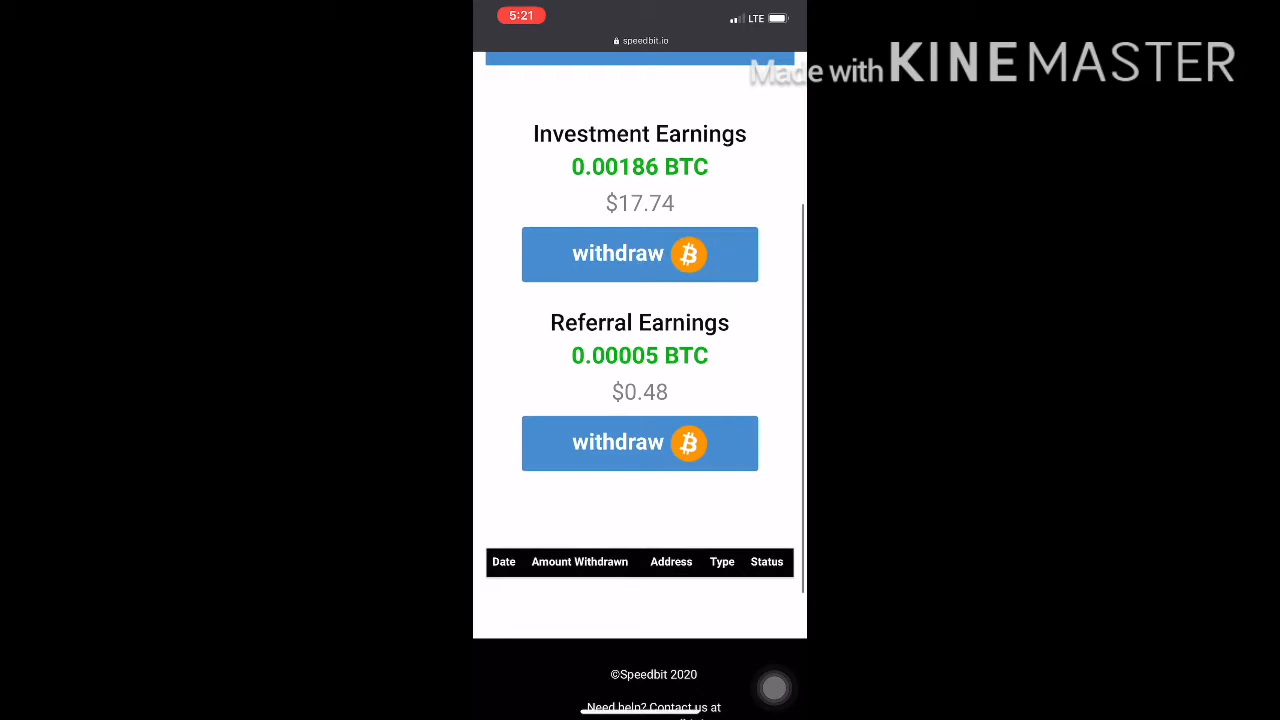 5:21
LTE
speedbit.io
Made with KINEMASTER
Investment Earnings
0.00186 BTC
$17.74
withdraw
Referral Earnings
0.00005 BTC
$0.48
withdraw
Date Amount Withdrawn Address Type Status
©Speedbit 2020
Need help? Contact us at